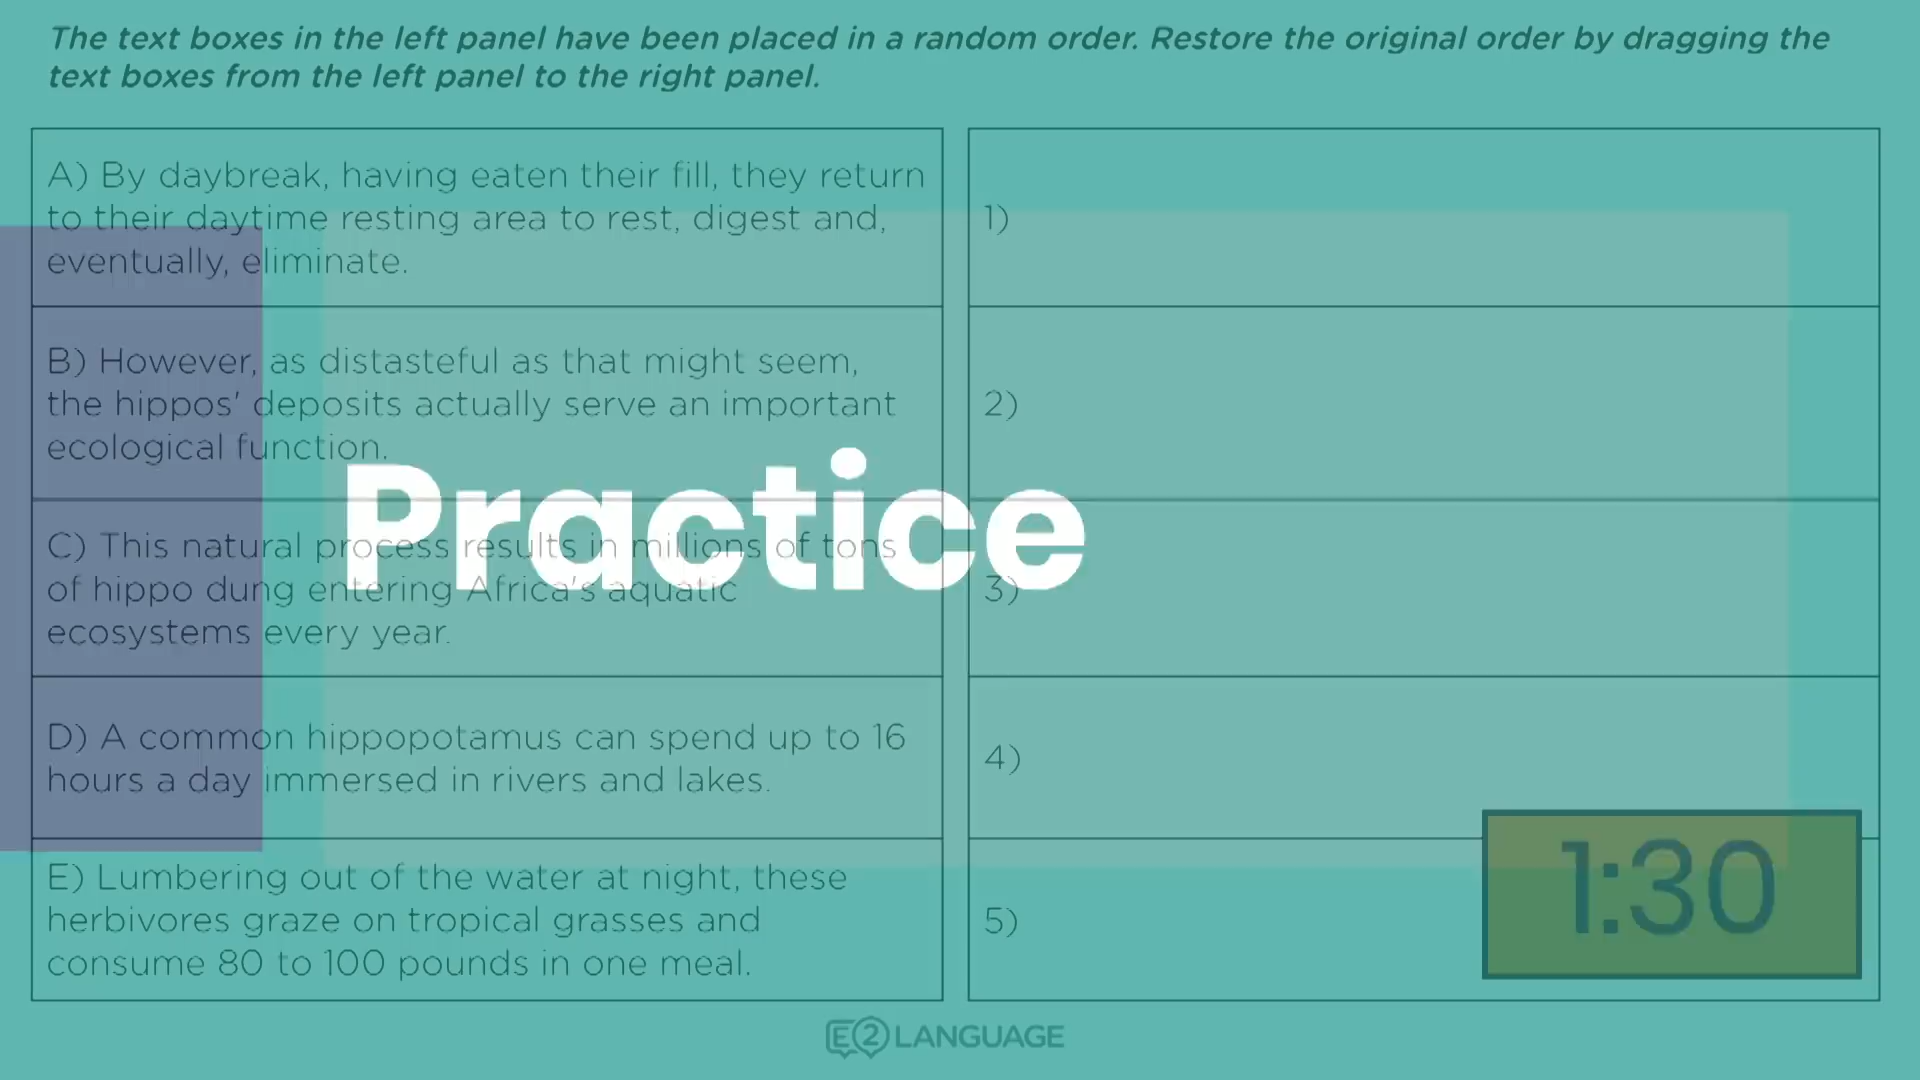 The text boxes in the left panel have been placed in a random order. Restore the original order by dragging the
text boxes from the left panel to the right panel.
A) By daybreak, having eaten their fill, they return
to their daytime resting area to rest, digest and,
eventually, eliminate.
B) However, as distasteful as that might seem,
the hippos' deposits actually serve an important
ecological function.
C) This natural process results in millions of tons
of hippo dung entering Africa's aquatic
ecosystems every year.
D) A common hippopotamus can spend up to 16
hours a day immersed in rivers and lakes.
E) Lumbering out of the water at night, these
herbivores graze on tropical grasses and
consume 80 to 100 pounds in one meal.
1)
2)
3)
4)
5)
Practice
1:30
E2 LANGUAGE